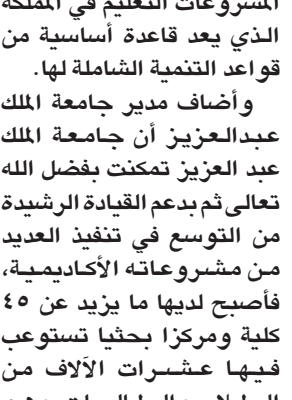 المشروعات التعليم في المملكة
الذي يعد قاعدة أساسية من
قواعد التنمية الشاملة لها.
وأضاف مدير جامعة الملك
عبدالعزيز أن جامعة الملك
عبد العزيز تمكنت بفضل الله
تعالى ثم بدعم القيادة الرشيدة
من التوسع في تنفيذ العديد
من مشروعاته الأكاديمية،
فأصبح لديها ما يزيد عن ٤٥
كلية ومركزا بحثيا تستوعب
فيها عشرات الآلاف من